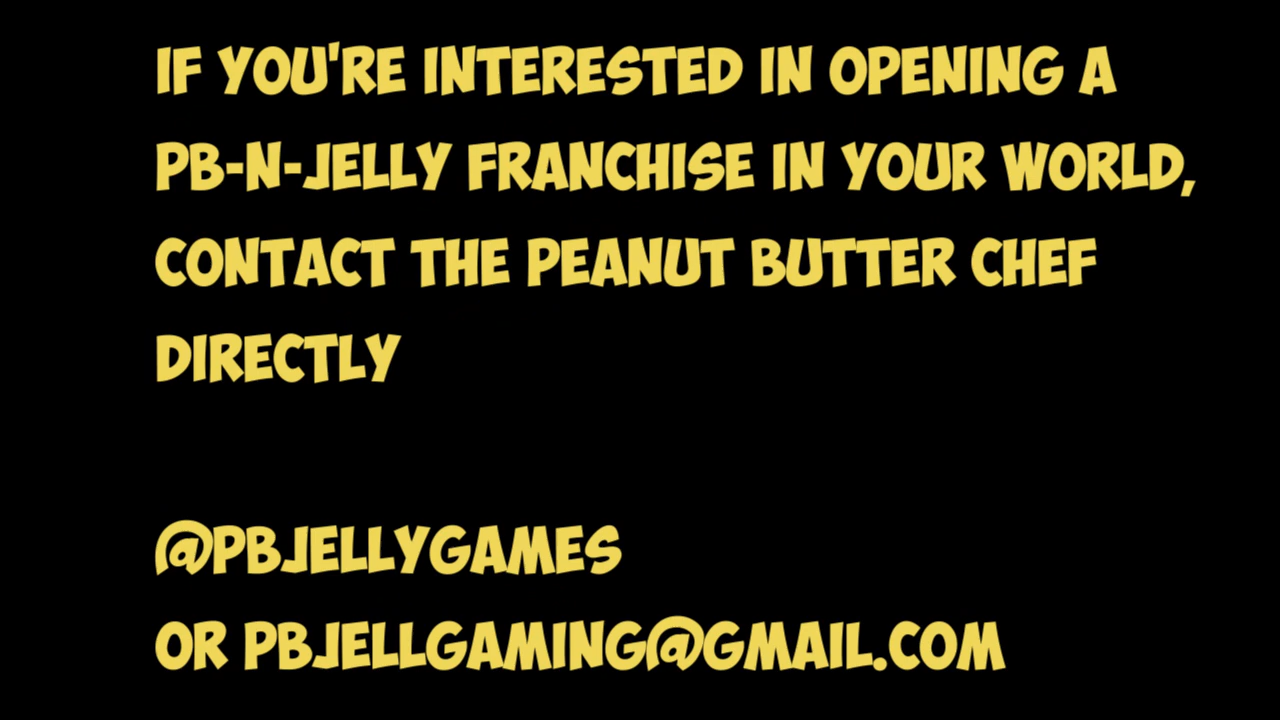 IF YOU'RE INTERESTED IN OPENING A
PB-N-JELLY FRANCHISE IN YOUR WORLD,
CONTACT THE PEANUT BUTTER CHEF
DIRECTLY
@PBJELLYGAMES
OR PBJELLGAMING@GMAIL.COM